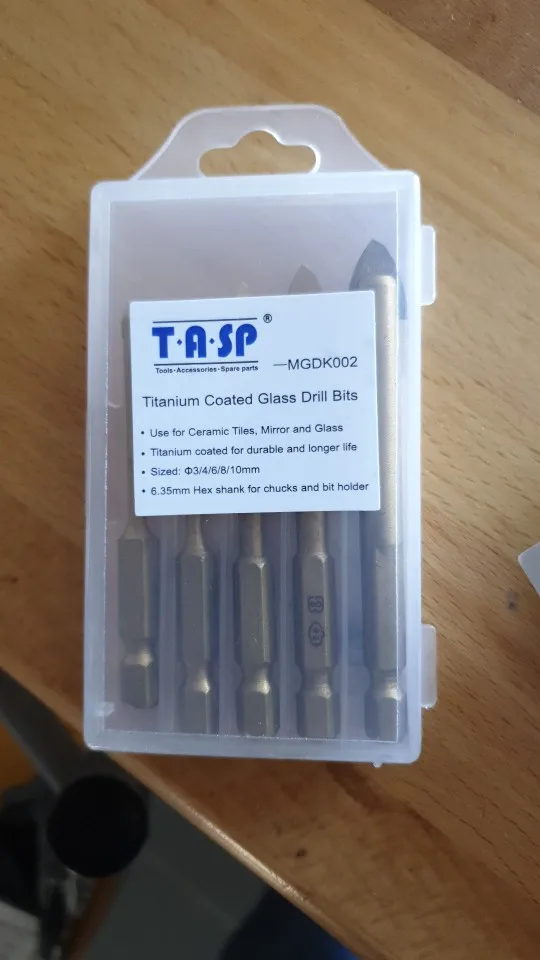 T·A·SP®
Tools·Accessories·Spare parts
—MGDK002
Titanium Coated Glass Drill Bits
• Use for Ceramic Tiles, Mirror and Glass
• Titanium coated for durable and longer life
• Sized: Φ3/4/6/8/10mm
• 6.35mm Hex shank for chucks and bit holder